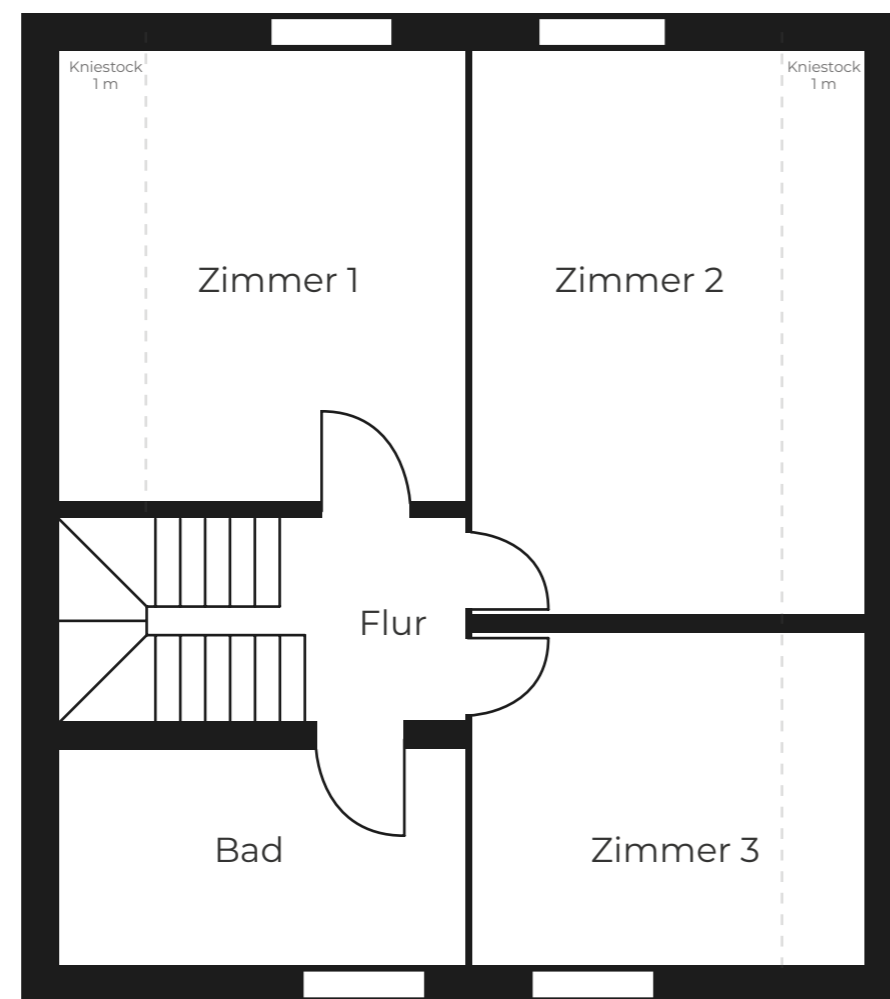 Kniestock
1 m
Kniestock
1 m
Zimmer 1
Zimmer 2
Flur
Bad
Zimmer 3